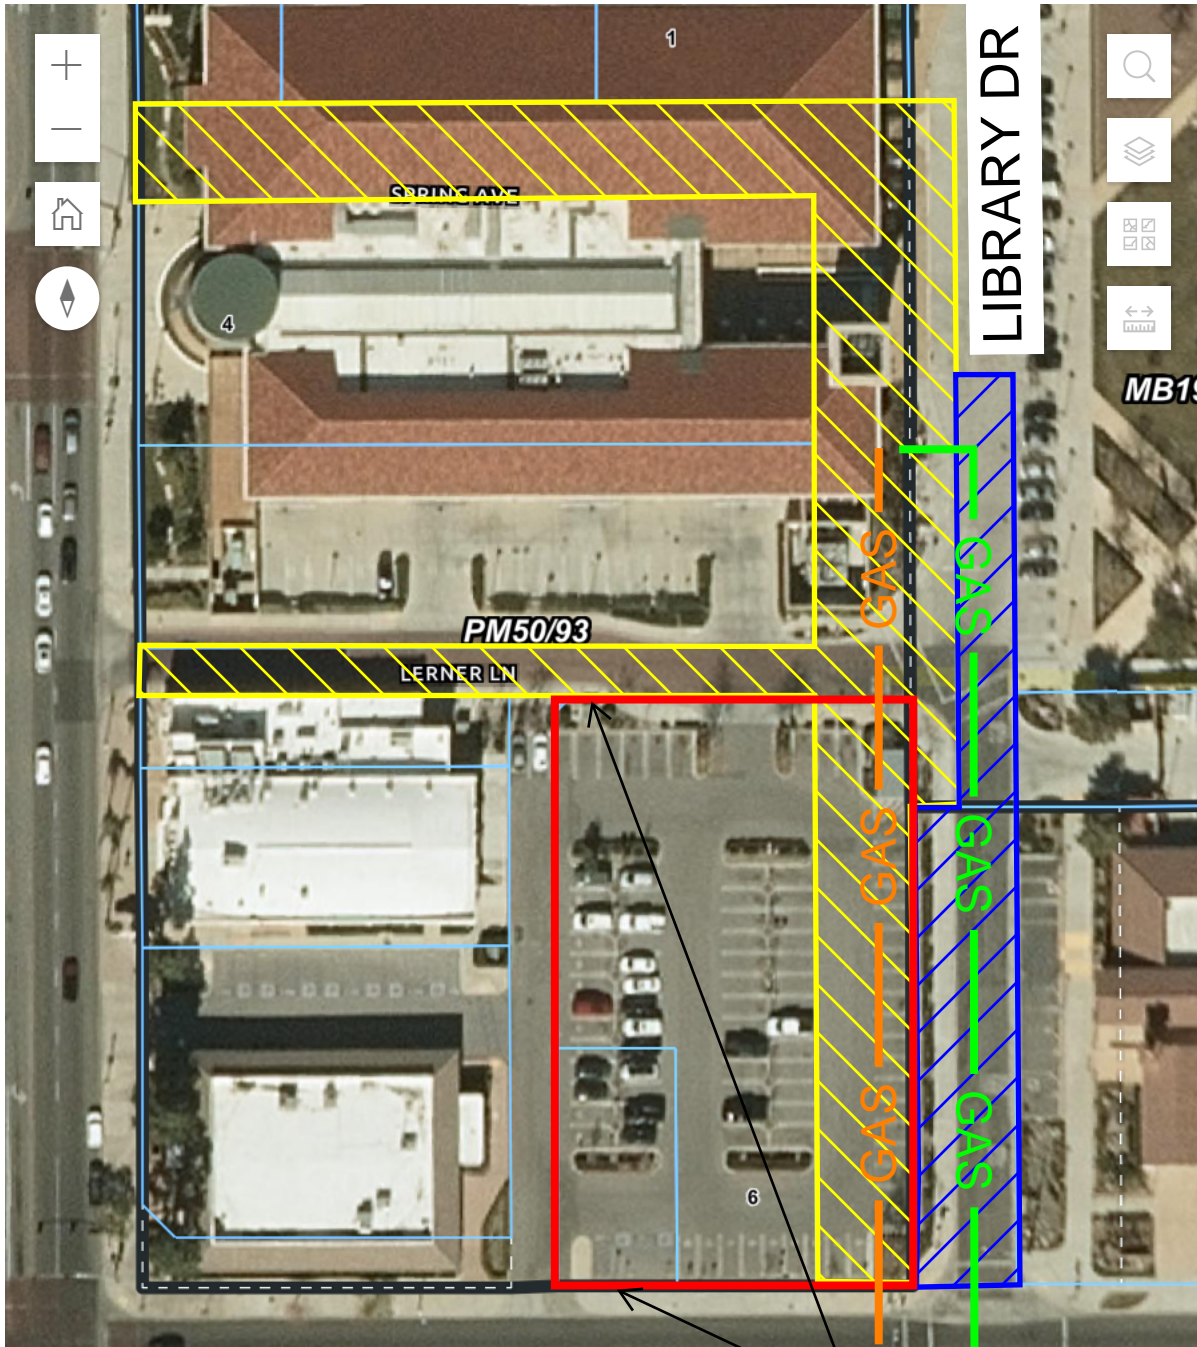 1
LIBRARY DR
SPRING AVE
4
MB19
GAS
GAS
PM50/93
LERNER LN
GAS
GAS
GAS
GAS
6